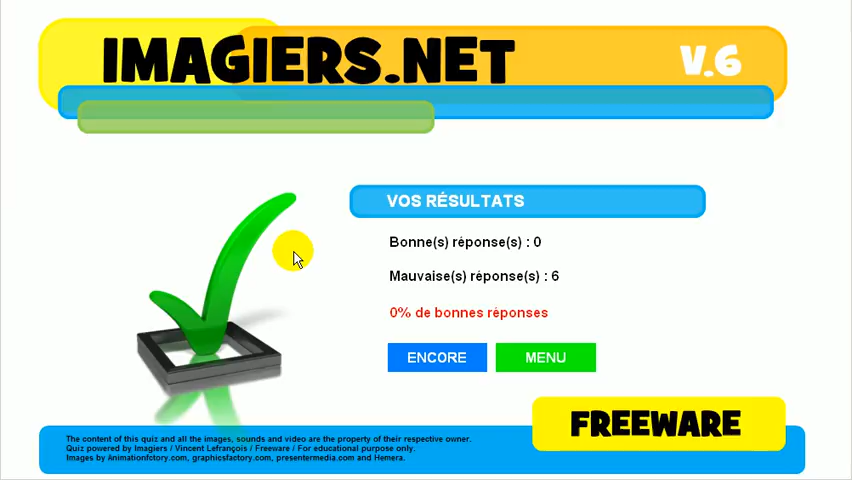 IMAGIERS.NET
V.6
VOS RÉSULTATS
Bonne(s) réponse(s) : 0
Mauvaise(s) réponse(s) : 6
0% de bonnes réponses
ENCORE
MENU
FREEWARE
The content of this quiz and all the images, sounds and video are the property of their respective owner.
Quiz powered by Imagiers / Vincent Lefrançois / Freeware / For educational purpose only.
Images by Animationfctory.com, graphicsfactory.com, presentermedia.com and Hemera.